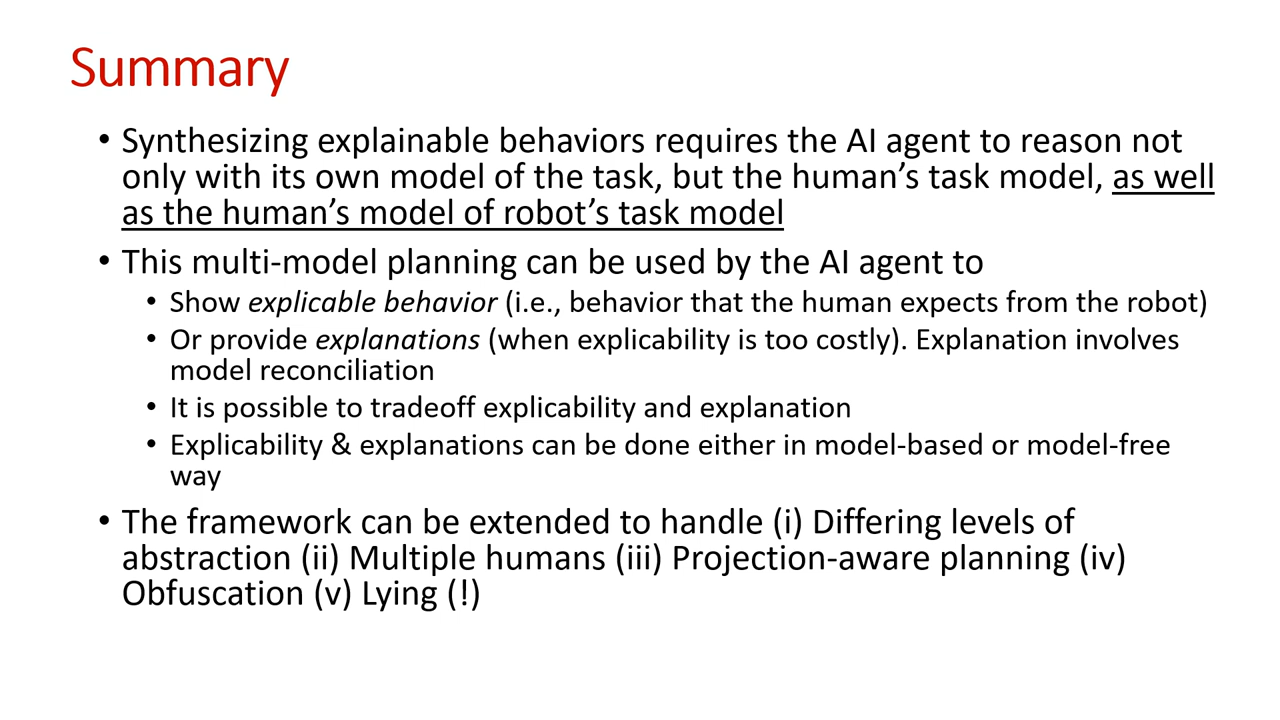 Summary
• Synthesizing explainable behaviors requires the AI agent to reason not
only with its own model of the task, but the human’s task model, as well
as the human’s model of robot’s task model
• This multi-model planning can be used by the AI agent to
• Show explicable behavior (i.e., behavior that the human expects from the robot)
• Or provide explanations (when explicability is too costly). Explanation involves
model reconciliation
• It is possible to tradeoff explicability and explanation
• Explicability & explanations can be done either in model-based or model-free
way
• The framework can be extended to handle (i) Differing levels of
abstraction (ii) Multiple humans (iii) Projection-aware planning (iv)
Obfuscation (v) Lying (!)